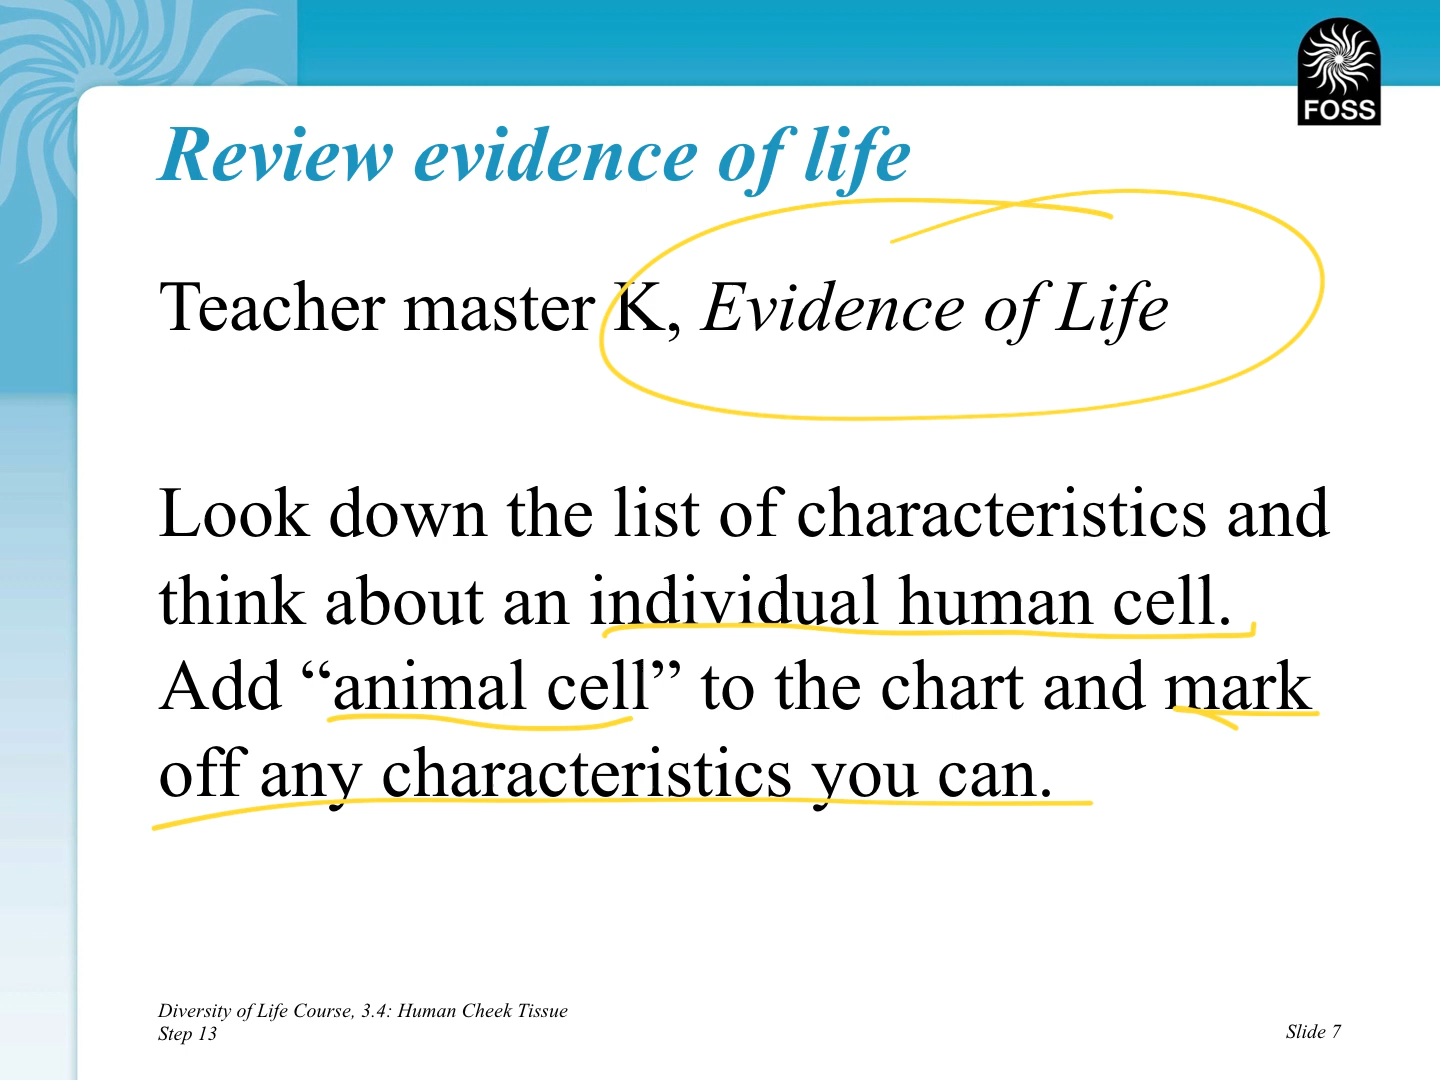 FOSS
Review evidence of life
Teacher master K, Evidence of Life
Look down the list of characteristics and
think about an individual human cell.
Add “animal cell” to the chart and mark
off any characteristics you can.
Diversity of Life Course, 3.4: Human Cheek Tissue
Step 13
Slide 7